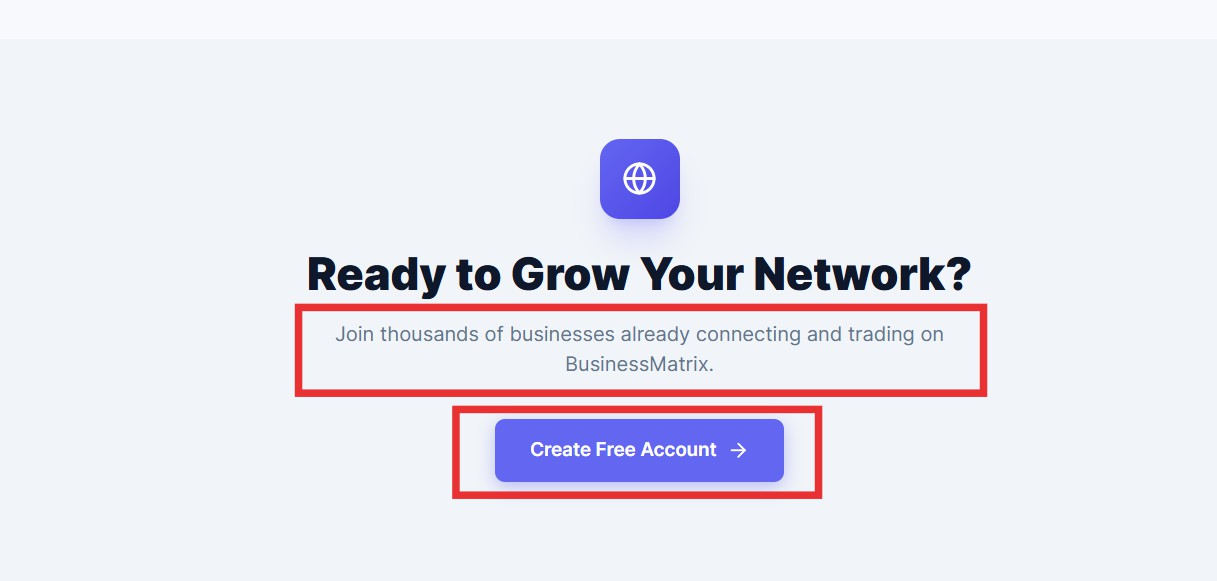 Ready to Grow Your Network?
Join thousands of businesses already connecting and trading on
BusinessMatrix.
Create Free Account →